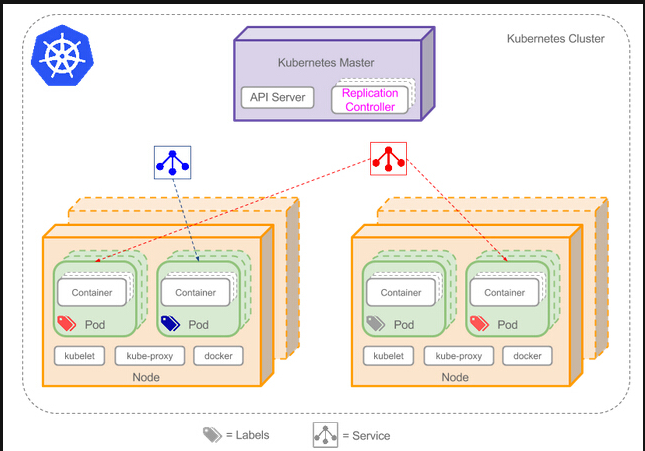 Kubernetes Cluster
Kubernetes Master
API Server
Replication
Controller
Container
Pod
Container
Pod
kubelet
kube-proxy
docker
Node
Container
Pod
Container
Pod
kubelet
kube-proxy
docker
Node
= Labels
= Service